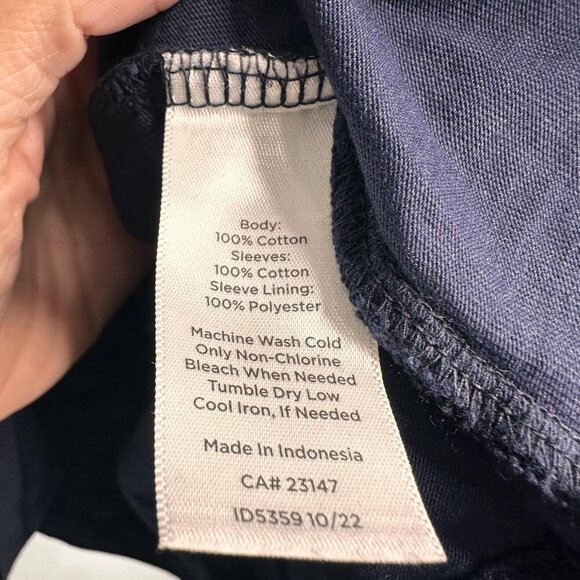 Body:
100% Cotton
Sleeves:
100% Cotton
Sleeve Lining:
100% Polyester
Machine Wash Cold
Only Non-Chlorine
Bleach When Needed
Tumble Dry Low
Cool Iron, If Needed
Made In Indonesia
CA# 23147
ID5359 10/22